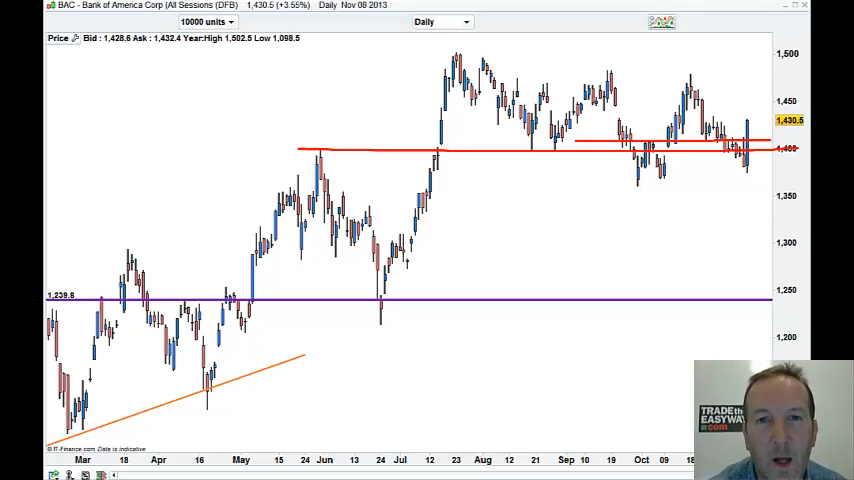 BAC - Bank of America Corp (All Sessions (DFB) 1,430.5 (+3.55%) Daily Nov 08 2013
10000 units Daily
Price Bid : 1,428.6 Ask : 1,432.4 Year:High 1,502.5 Low 1,098.5
1,500
1,450
1,430.5
1,400
1,350
1,300
1,250
1,239.8
1,200
TRADEthe
EASYWAY
.com
© IT-Finance.com Data is indicative
Mar 18 Apr 16 May 15 24 Jun 13 24 Jul 12 23 Aug 12 21 Sep 10 19 Oct 09 18